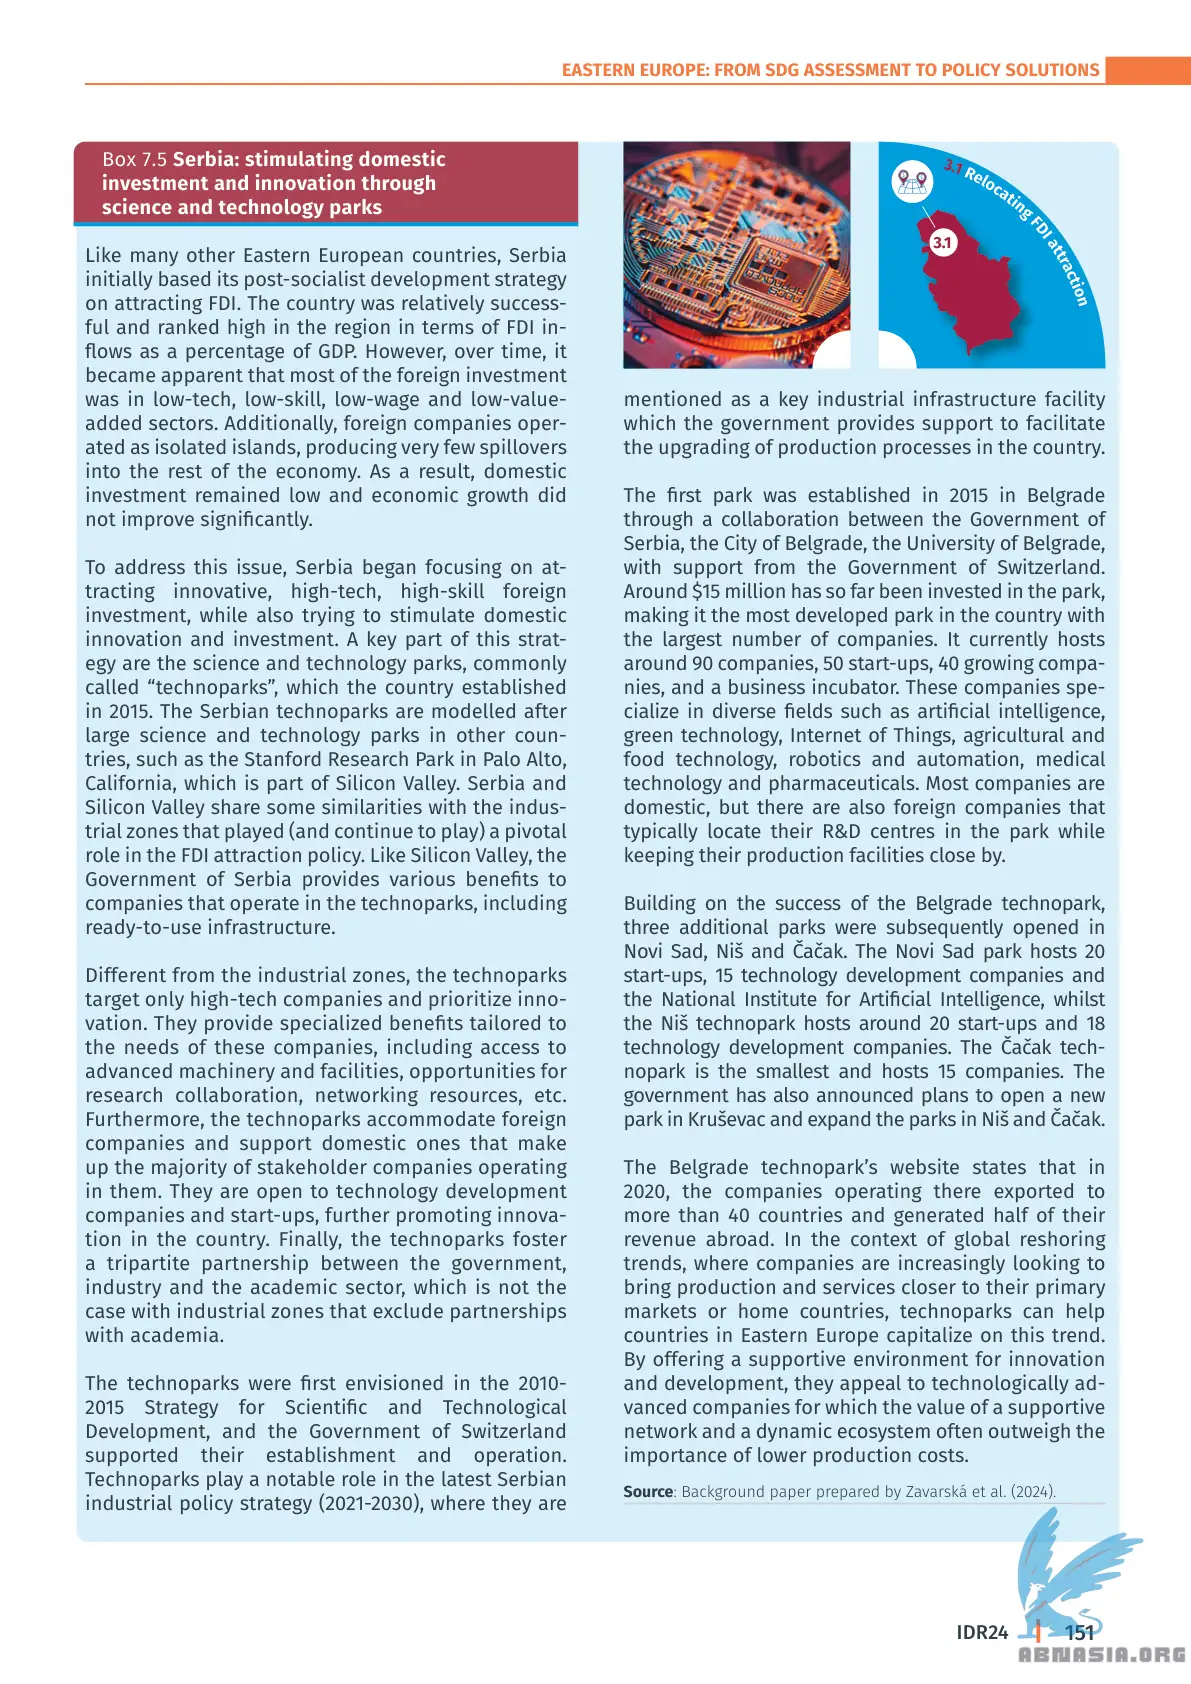 EASTERN EUROPE: FROM SDG ASSESSMENT TO POLICY SOLUTIONS
Box 7.5 Serbia: stimulating domestic
investment and innovation through
science and technology parks
Like many other Eastern European countries, Serbia
initially based its post-socialist development strategy
on attracting FDI. The country was relatively success-
ful and ranked high in the region in terms of FDI in-
flows as a percentage of GDP. However, over time, it
became apparent that most of the foreign investment
was in low-tech, low-skill, low-wage and low-value-
added sectors. Additionally, foreign companies oper-
ated as isolated islands, producing very few spillovers
into the rest of the economy. As a result, domestic
investment remained low and economic growth did
not improve significantly.
To address this issue, Serbia began focusing on at-
tracting innovative, high-tech, high-skill foreign
investment, while also trying to stimulate domestic
innovation and investment. A key part of this strat-
egy are the science and technology parks, commonly
called “technoparks”, which the country established
in 2015. The Serbian technoparks are modelled after
large science and technology parks in other coun-
tries, such as the Stanford Research Park in Palo Alto,
California, which is part of Silicon Valley. Serbia and
Silicon Valley share some similarities with the indus-
trial zones that played (and continue to play) a pivotal
role in the FDI attraction policy. Like Silicon Valley, the
Government of Serbia provides various benefits to
companies that operate in the technoparks, including
ready-to-use infrastructure.
Different from the industrial zones, the technoparks
target only high-tech companies and prioritize inno-
vation. They provide specialized benefits tailored to
the needs of these companies, including access to
advanced machinery and facilities, opportunities for
research collaboration, networking resources, etc.
Furthermore, the technoparks accommodate foreign
companies and support domestic ones that make
up the majority of stakeholder companies operating
in them. They are open to technology development
companies and start-ups, further promoting innova-
tion in the country. Finally, the technoparks foster
a tripartite partnership between the government,
industry and the academic sector, which is not the
case with industrial zones that exclude partnerships
with academia.
The technoparks were first envisioned in the 2010-
2015 Strategy for Scientific and Technological
Development, and the Government of Switzerland
supported their establishment and operation.
Technoparks play a notable role in the latest Serbian
industrial policy strategy (2021-2030), where they are
3.1 Relocating FDI attraction
3.1
mentioned as a key industrial infrastructure facility
which the government provides support to facilitate
the upgrading of production processes in the country.
The first park was established in 2015 in Belgrade
through a collaboration between the Government of
Serbia, the City of Belgrade, the University of Belgrade,
with support from the Government of Switzerland.
Around $15 million has so far been invested in the park,
making it the most developed park in the country with
the largest number of companies. It currently hosts
around 90 companies, 50 start-ups, 40 growing compa-
nies, and a business incubator. These companies spe-
cialize in diverse fields such as artificial intelligence,
green technology, Internet of Things, agricultural and
food technology, robotics and automation, medical
technology and pharmaceuticals. Most companies are
domestic, but there are also foreign companies that
typically locate their R&D centres in the park while
keeping their production facilities close by.
Building on the success of the Belgrade technopark,
three additional parks were subsequently opened in
Novi Sad, Niš and Čačak. The Novi Sad park hosts 20
start-ups, 15 technology development companies and
the National Institute for Artificial Intelligence, whilst
the Niš technopark hosts around 20 start-ups and 18
technology development companies. The Čačak tech-
nopark is the smallest and hosts 15 companies. The
government has also announced plans to open a new
park in Kruševac and expand the parks in Niš and Čačak.
The Belgrade technopark’s website states that in
2020, the companies operating there exported to
more than 40 countries and generated half of their
revenue abroad. In the context of global reshoring
trends, where companies are increasingly looking to
bring production and services closer to their primary
markets or home countries, technoparks can help
countries in Eastern Europe capitalize on this trend.
By offering a supportive environment for innovation
and development, they appeal to technologically ad-
vanced companies for which the value of a supportive
network and a dynamic ecosystem often outweigh the
importance of lower production costs.
Source: Background paper prepared by Zavarská et al. (2024).
IDR24 | 151
ABNASIA.ORG